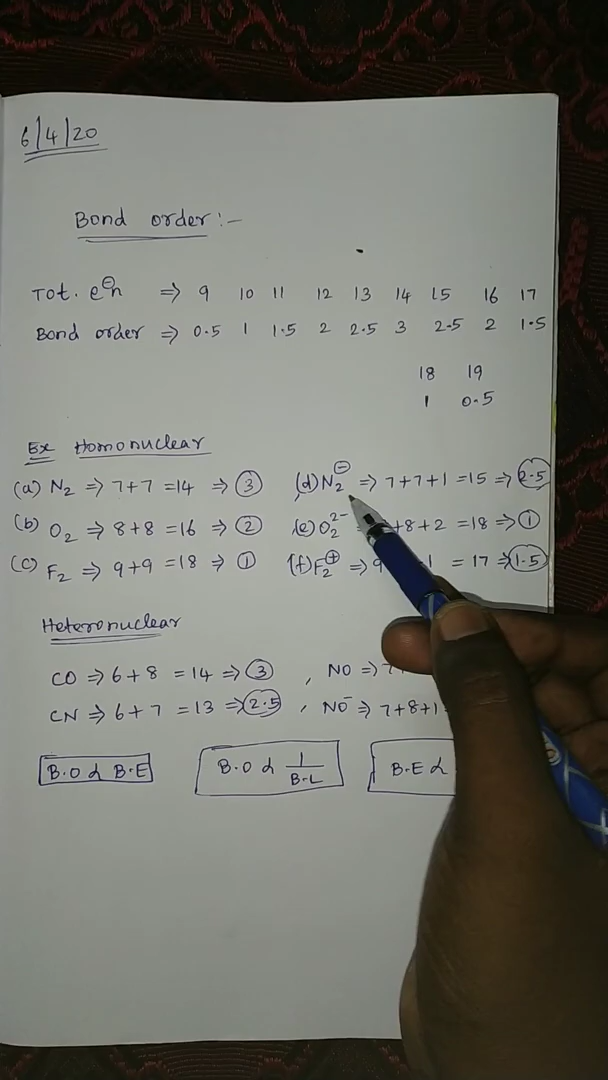 6/4/20
Bond order:-
Tot. e⊖n ⇒ 9 10 11 12 13 14 15 16 17
Bond order ⇒ 0.5 1 1.5 2 2.5 3 2.5 2 1.5
18 19
1 0.5
Ex Homonuclear
(a) N₂ ⇒ 7+7 =14 ⇒ ③ (d) N₂⊖ ⇒ 7+7+1 =15 ⇒ 2.5
(b) O₂ ⇒ 8+8 =16 ⇒ ② (e) O₂²⁻ +8+2 =18 ⇒ ①
(C) F₂ ⇒ 9+9 =18 ⇒ ① (f) F₂⊕ ⇒ 9 1 = 17 ⇒ 1.5
Heteronuclear
CO ⇒ 6+8 =14 ⇒ ③ , NO ⇒ 7
CN ⇒ 6+7 =13 ⇒ 2.5 , NO⁻ ⇒ 7+8+1
B.O α B.E B.O α 1/B.L B.E α